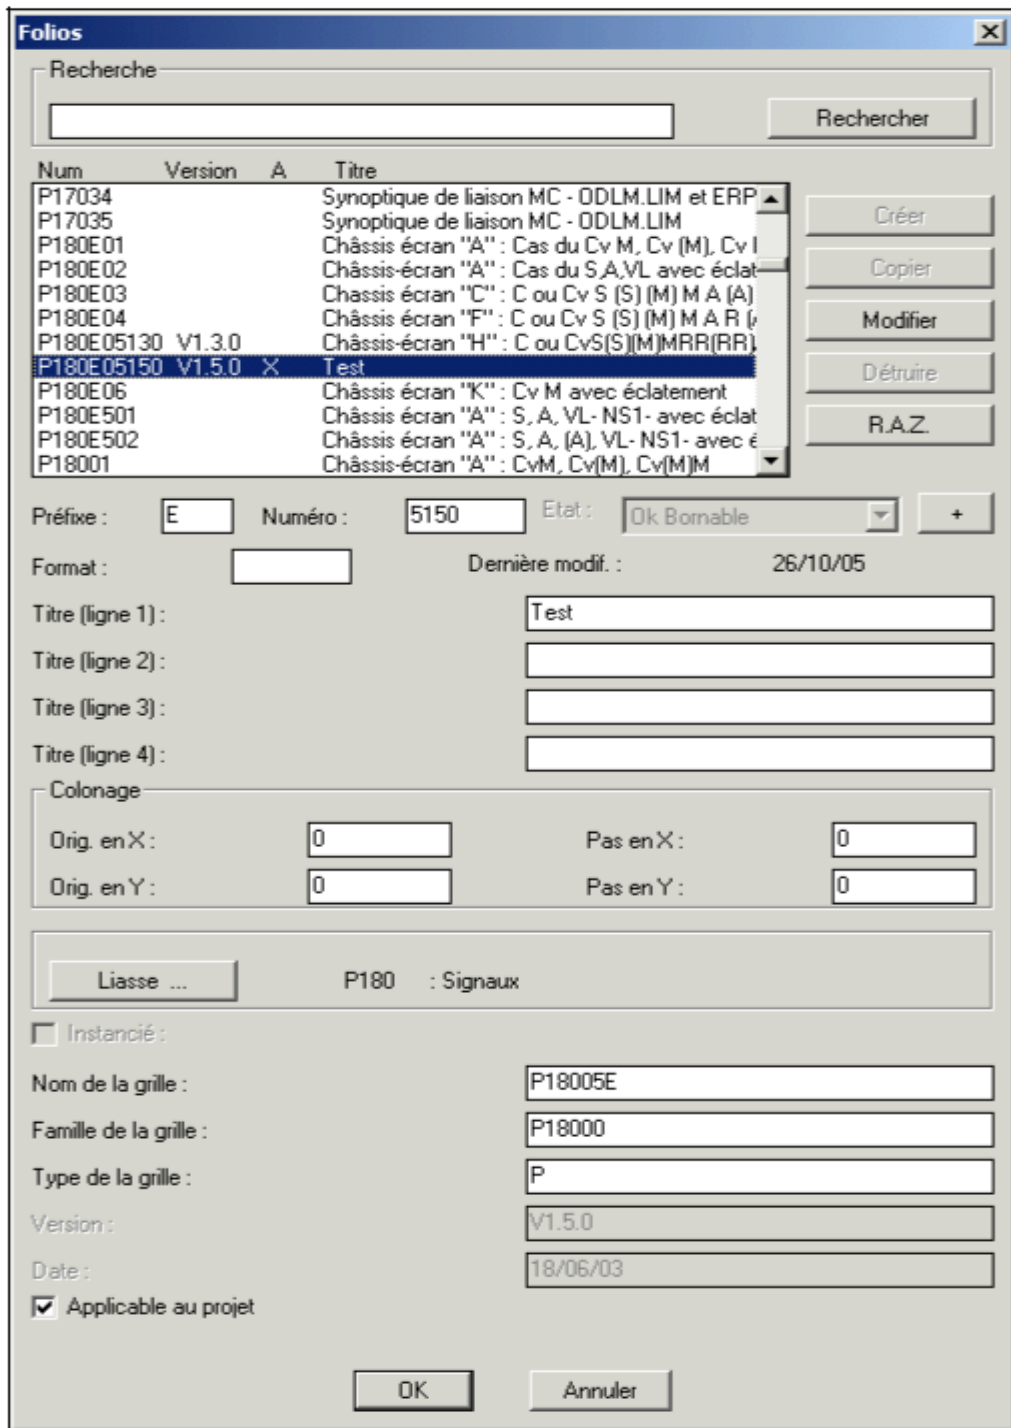 Folios
Recherche
Rechercher
Num Version A Titre
P17034 Synoptique de liaison MC - ODLM.LIM et ERP
P17035 Synoptique de liaison MC - ODLM.LIM
P180E01 Châssis écran "A" : Cas du Cv M, Cv (M), Cv
P180E02 Châssis-écran "A" : Cas du S,A,VL avec éclat
P180E03 Chassis écran "C" : C ou Cv S (S) (M) M A (A)
P180E04 Chassis écran "F" : C ou Cv S (S) (M) M A R
P180E05130 V1.3.0 Châssis-écran "H" : C ou CvS(S)(M)MRR(RR)
P180E05150 V1.5.0 X Test
P180E06 Châssis écran "K" : Cv M avec éclatement
P180E501 Châssis écran "A" : S, A, VL- NS1- avec éclat
P180E502 Châssis écran "A" : S, A, (A), VL- NS1- avec é
P18001 Châssis-écran "A" : CvM, Cv(M), Cv(M)M
Créer
Copier
Modifier
Détruire
R.A.Z.
Préfixe : E Numéro : 5150 Etat : Ok Bornable +
Format : Dernière modif. : 26/10/05
Titre (ligne 1) : Test
Titre (ligne 2) :
Titre (ligne 3) :
Titre (ligne 4) :
Colonage
Orig. en X : 0 Pas en X : 0
Orig. en Y : 0 Pas en Y : 0
Liasse ... P180 : Signaux
Instancié :
Nom de la grille : P18005E
Famille de la grille : P18000
Type de la grille : P
Version : V1.5.0
Date : 18/06/03
Applicable au projet
OK Annuler